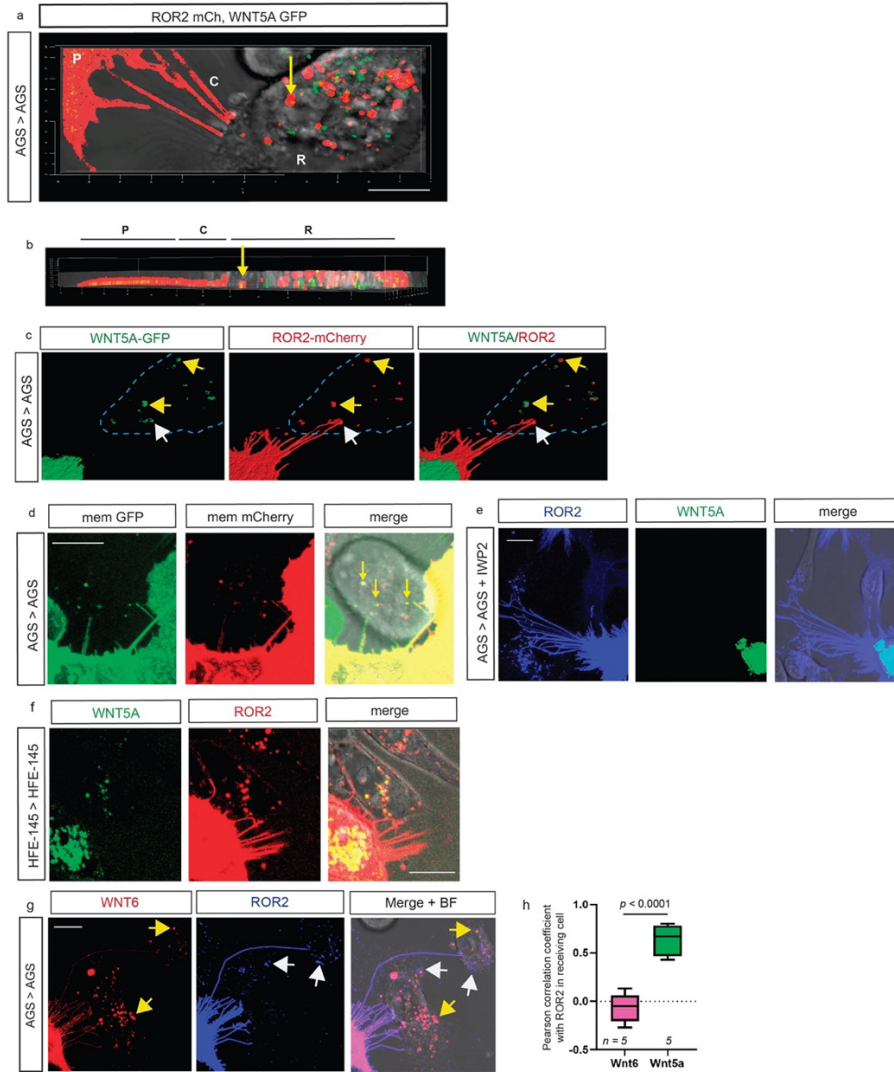 a
ROR2 mCh, WNT5A GFP
AGS > AGS
P
C
R
P C R
b
c
WNT5A-GFP ROR2-mCherry WNT5A/ROR2
AGS > AGS
d
mem GFP mem mCherry merge
AGS > AGS
e
ROR2 WNT5A merge
AGS > AGS + IWP2
f
WNT5A ROR2 merge
HFE-145 > HFE-145
g
WNT6 ROR2 Merge + BF
AGS > AGS
h
Pearson correlation coefficient
with ROR2 in receiving cell
p < 0.0001
1.0
0.5
0.0
-0.5
n = 5 5
Wnt6 Wnt5a